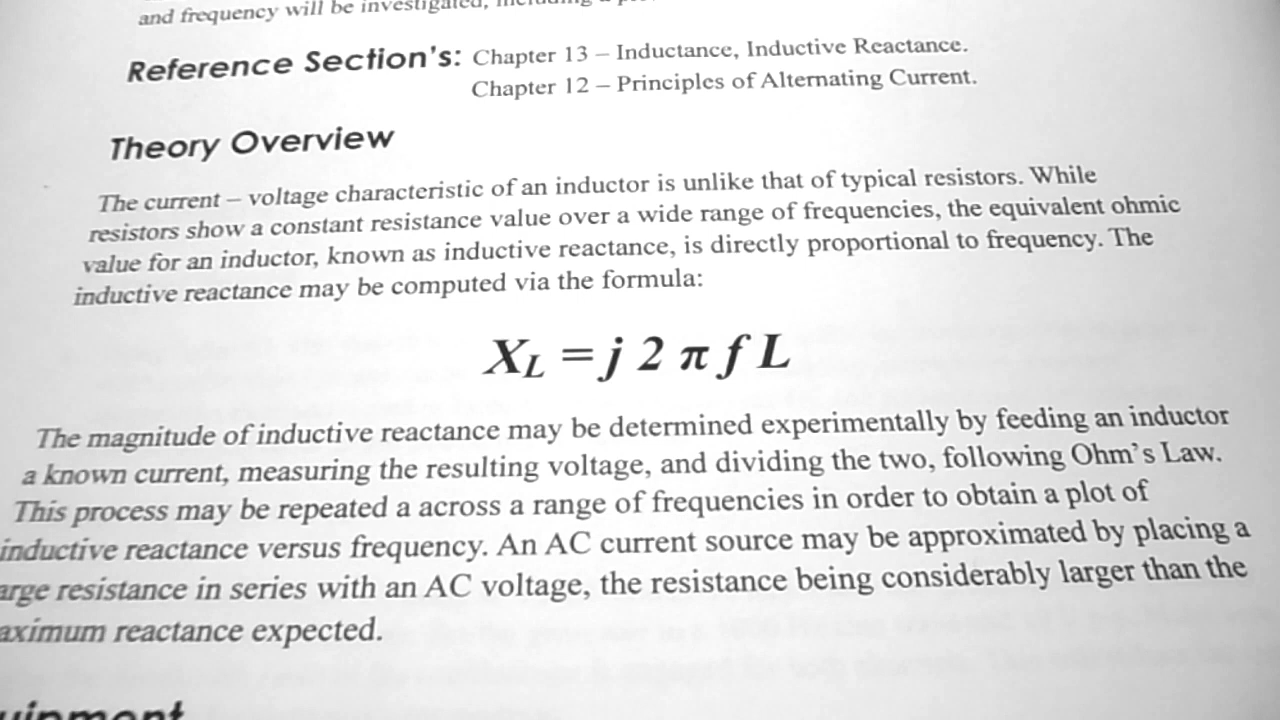 and frequency will be investigated,
Reference Section's: Chapter 13 – Inductance, Inductive Reactance.
Chapter 12 – Principles of Alternating Current.
Theory Overview
The current – voltage characteristic of an inductor is unlike that of typical resistors. While
resistors show a constant resistance value over a wide range of frequencies, the equivalent ohmic
value for an inductor, known as inductive reactance, is directly proportional to frequency. The
inductive reactance may be computed via the formula:
X_L = j 2 π f L
The magnitude of inductive reactance may be determined experimentally by feeding an inductor
a known current, measuring the resulting voltage, and dividing the two, following Ohm's Law.
This process may be repeated a across a range of frequencies in order to obtain a plot of
inductive reactance versus frequency. An AC current source may be approximated by placing a
arge resistance in series with an AC voltage, the resistance being considerably larger than the
aximum reactance expected.